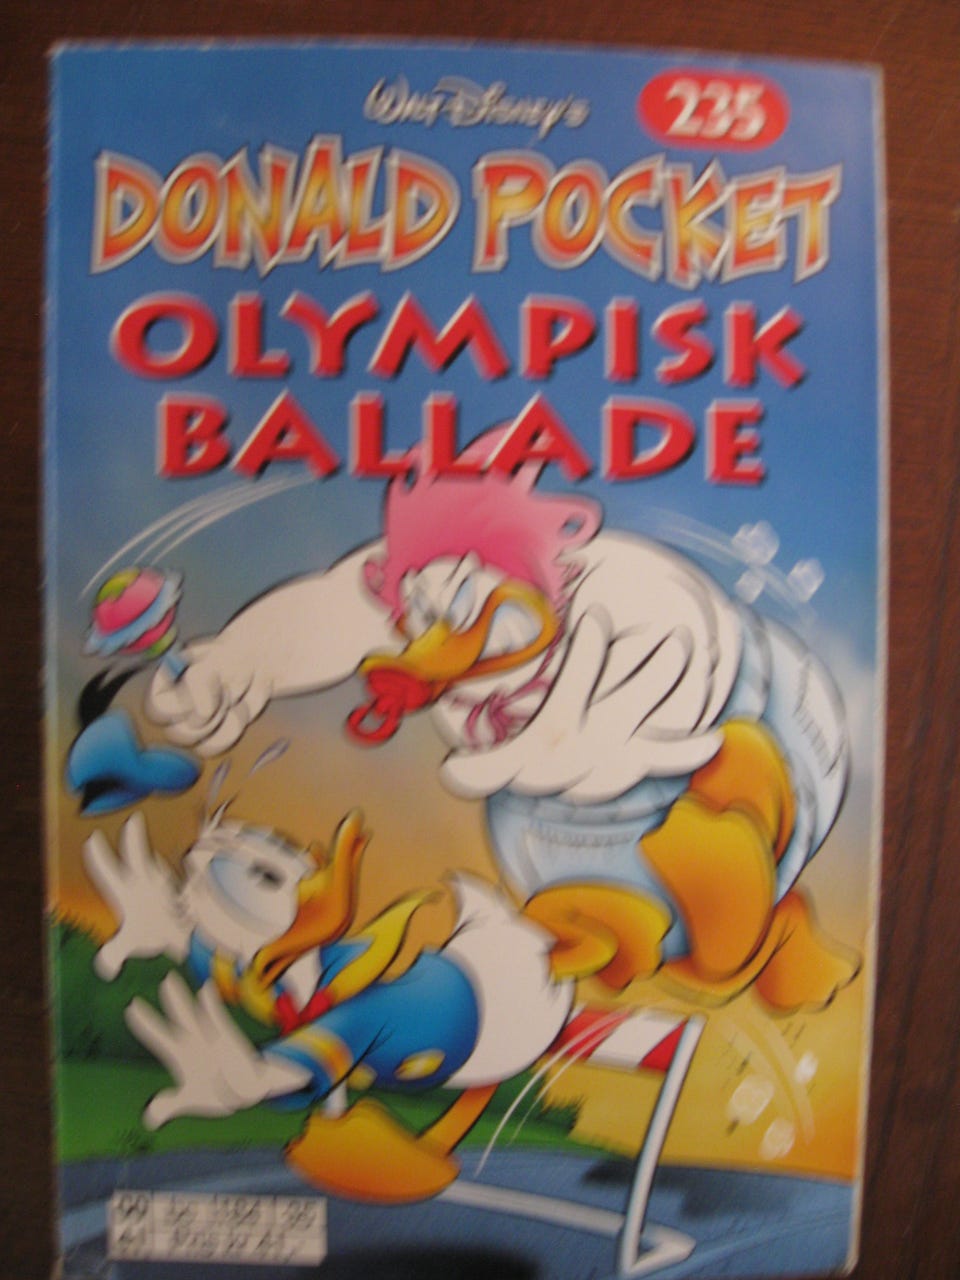 Walt Disney's
235
DONALD POCKET
OLYMPISK
BALLADE